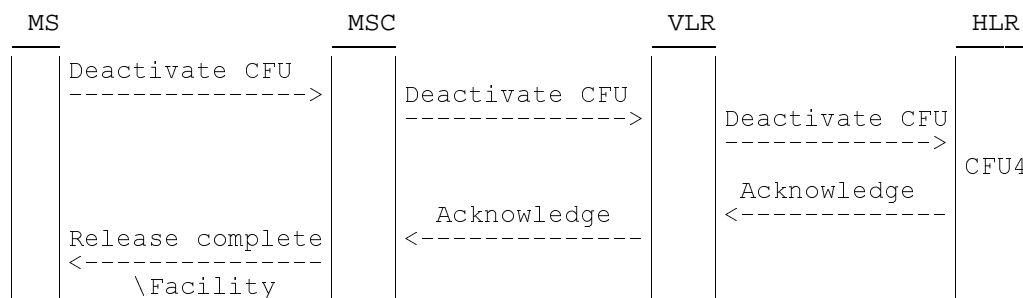 MS MSC VLR HLR
Deactivate CFU
--------------->
Deactivate CFU
-------------->
Deactivate CFU
------------->
CFU4
Acknowledge
<-------------
Acknowledge
<--------------
Release complete
<---------------
\Facility